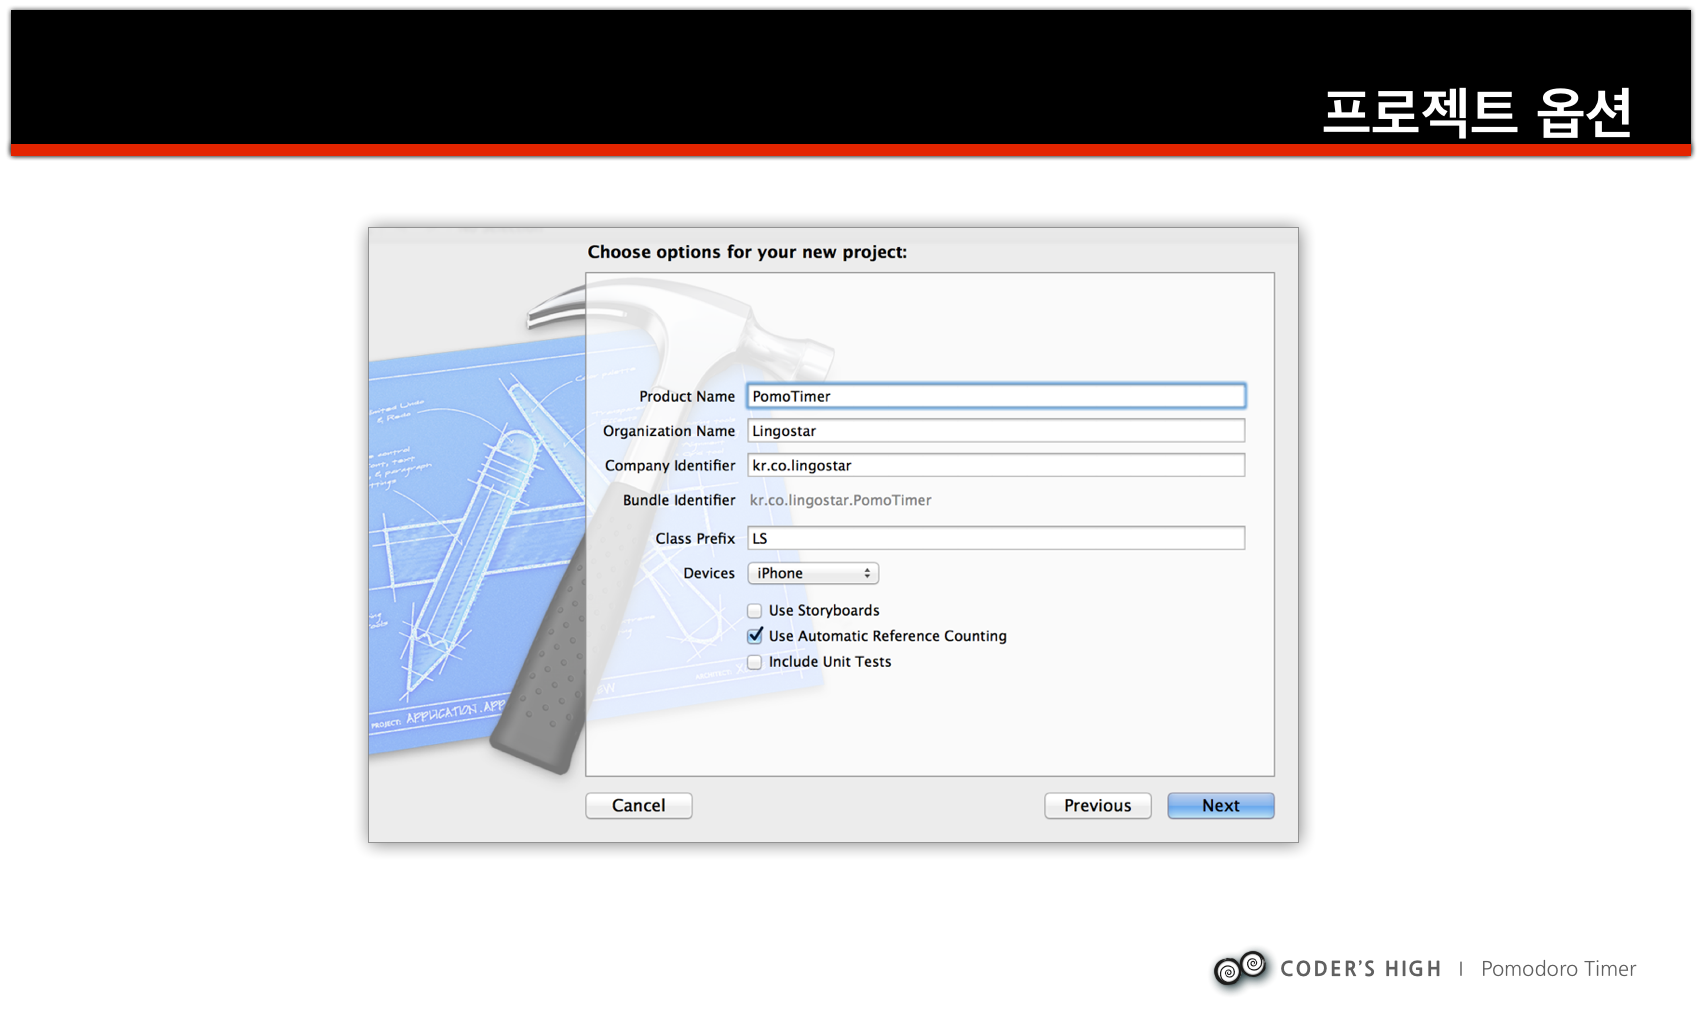 프로젝트 옵션
Choose options for your new project:
Product Name PomoTimer
Organization Name Lingostar
Company Identifier kr.co.lingostar
Bundle Identifier kr.co.lingostar.PomoTimer
Class Prefix LS
Devices iPhone
Use Storyboards
Use Automatic Reference Counting
Include Unit Tests
& Redo
& paragraph
PROJECT: APPLICATION.APP
Cancel Previous Next
CODER'S HIGH | Pomodoro Timer